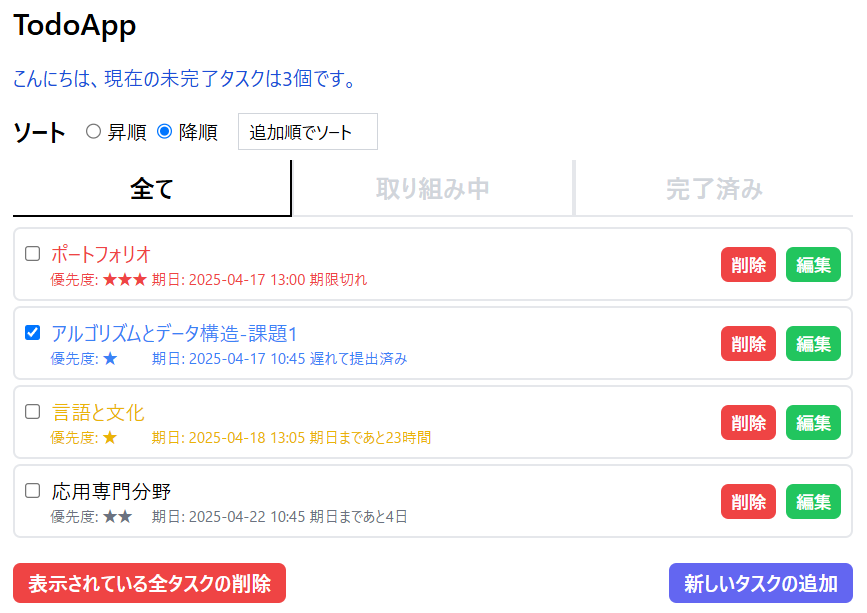 TodoApp
こんにちは、現在の未完了タスクは3個です。
ソート 昇順 降順 追加順でソート
全て 取り組み中 完了済み
ポートフォリオ
優先度: ★★★ 期日: 2025-04-17 13:00 期限切れ
削除 編集
アルゴリズムとデータ構造-課題1
優先度: ★ 期日: 2025-04-17 10:45 遅れて提出済み
削除 編集
言語と文化
優先度: ★ 期日: 2025-04-18 13:05 期日まであと23時間
削除 編集
応用専門分野
優先度: ★★ 期日: 2025-04-22 10:45 期日まであと4日
削除 編集
表示されている全タスクの削除 新しいタスクの追加